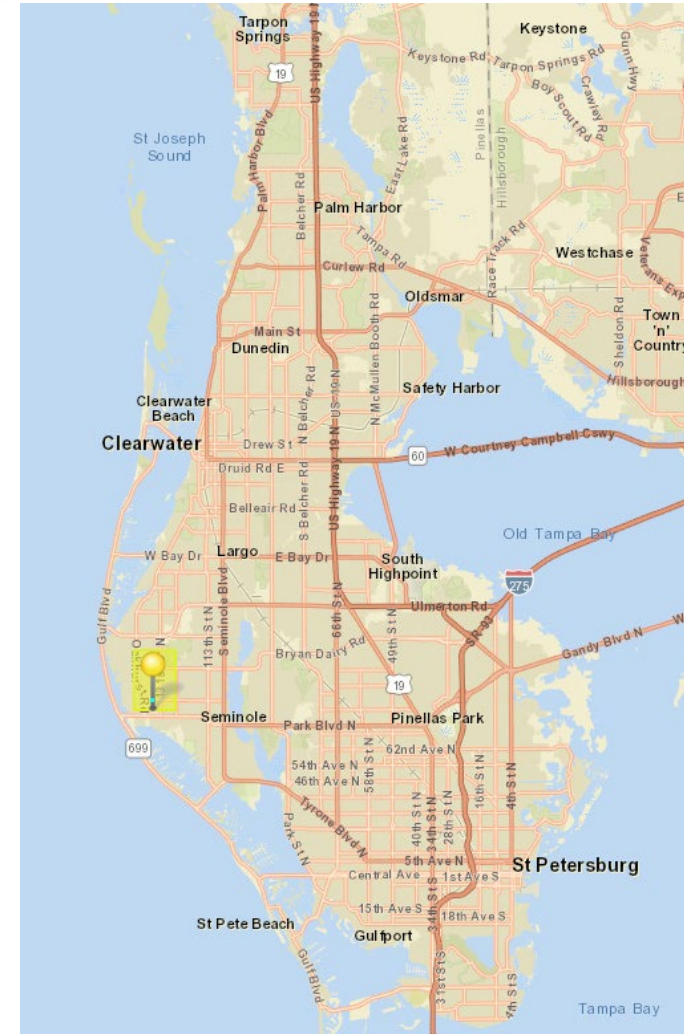 Tarpon
Springs
Keystone
19
US Highway 19 N
Keystone Rd
Tarpon Springs Rd
Gunn Hwy
Boy Scout Rd
Crawley Rd
St Joseph
Sound
Pinellas
Hillsborough
Palm Harbor Blvd
Belcher Rd
East Lake Rd
Palm Harbor
Tampa Rd
Race Track Rd
Westchase
Veterans Exp
E
Curlew Rd
Oldsmar
Sheldon Rd
Town
'n'
Country
Main St
Dunedin
N McMullen Booth Rd
Hillsborough
N Belcher Rd
US 19 N
Safety Harbor
Clearwater
Beach
Clearwater
Drew St
60
W Courtney Campbell Cswy
Druid Rd E
US Highway 19 N
S Belcher Rd
Belleair Rd
Old Tampa Bay
W Bay Dr
Largo
E Bay Dr
South
Highpoint
275
Gulf Blvd
113th St N
Seminole Blvd
66th St N
49th St N
Ulmerton Rd
SR-93
Gandy Blvd N
W
Bryan Dairy Rd
N
19
Seminole
Park Blvd N
Pinellas Park
699
62nd Ave N
54th Ave N
46th Ave N
58th St N
16th St N
4th St N
Tyrone Blvd N
40th St N
34th St N
28th St N
Park St N
5th Ave N
Central Ave
1st Ave S
St Petersburg
15th Ave S
34th St S
18th Ave S
St Pete Beach
Gulfport
Gulf Blvd
31st St S
4th St S
Tampa Bay